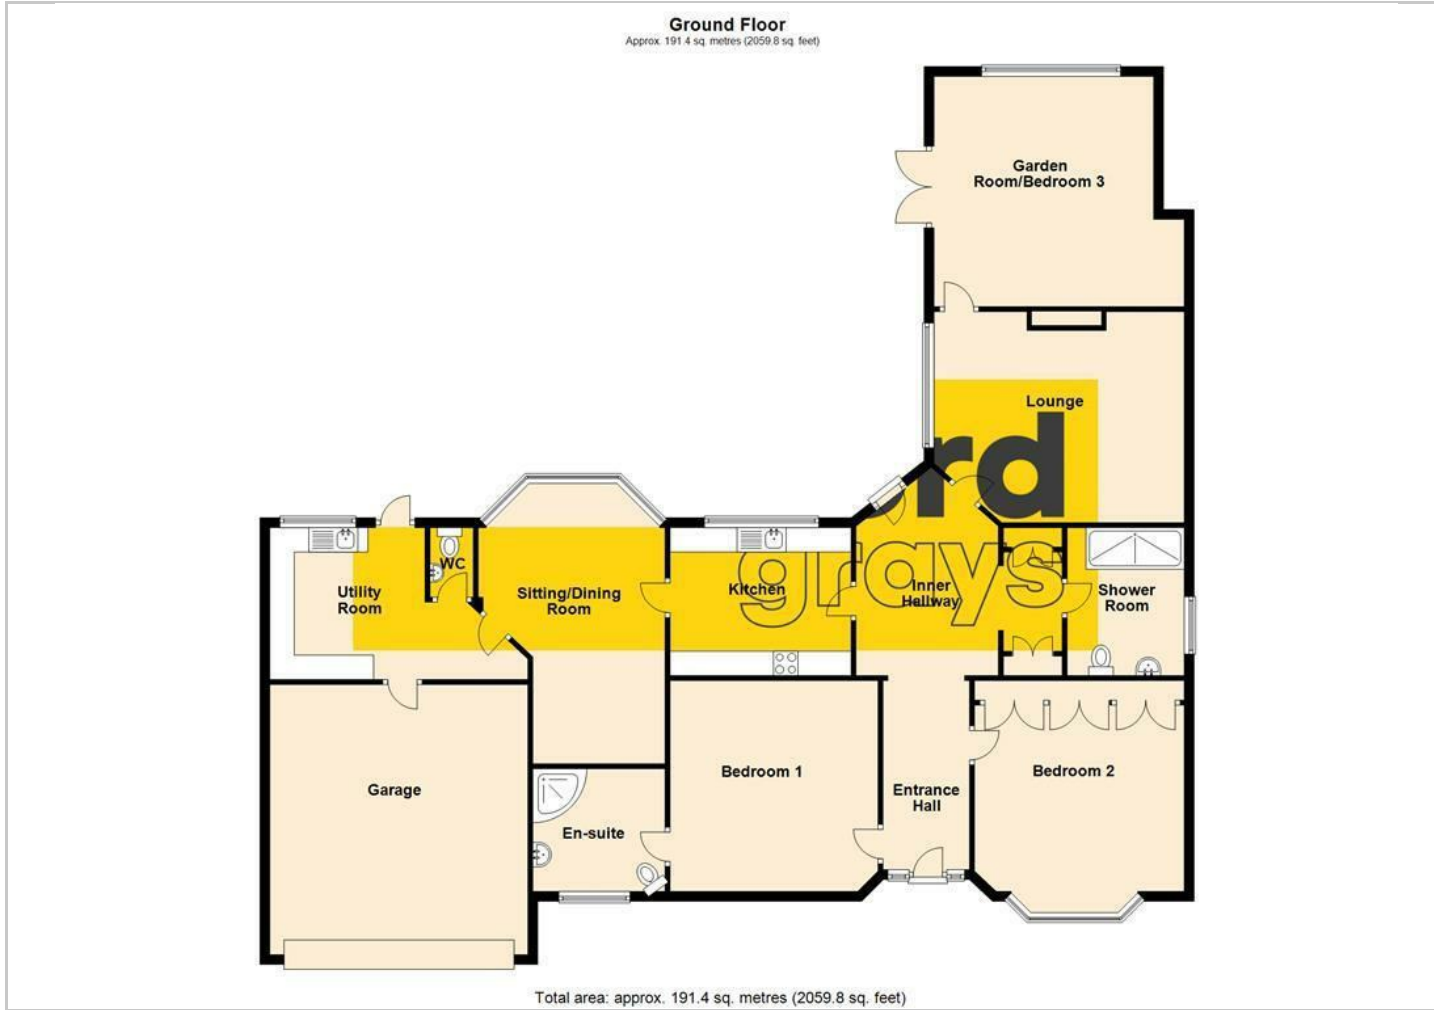 Ground Floor
Approx. 191.4 sq. metres (2059.8 sq. feet)
Garden
Room/Bedroom 3
Lounge
rd
WC
Utility
Room
Sitting/Dining
Room
Kitchen
grays
Inner
Hallway
Shower
Room
Garage
Bedroom 1
Entrance
Hall
Bedroom 2
En-suite
Total area: approx. 191.4 sq. metres (2059.8 sq. feet)